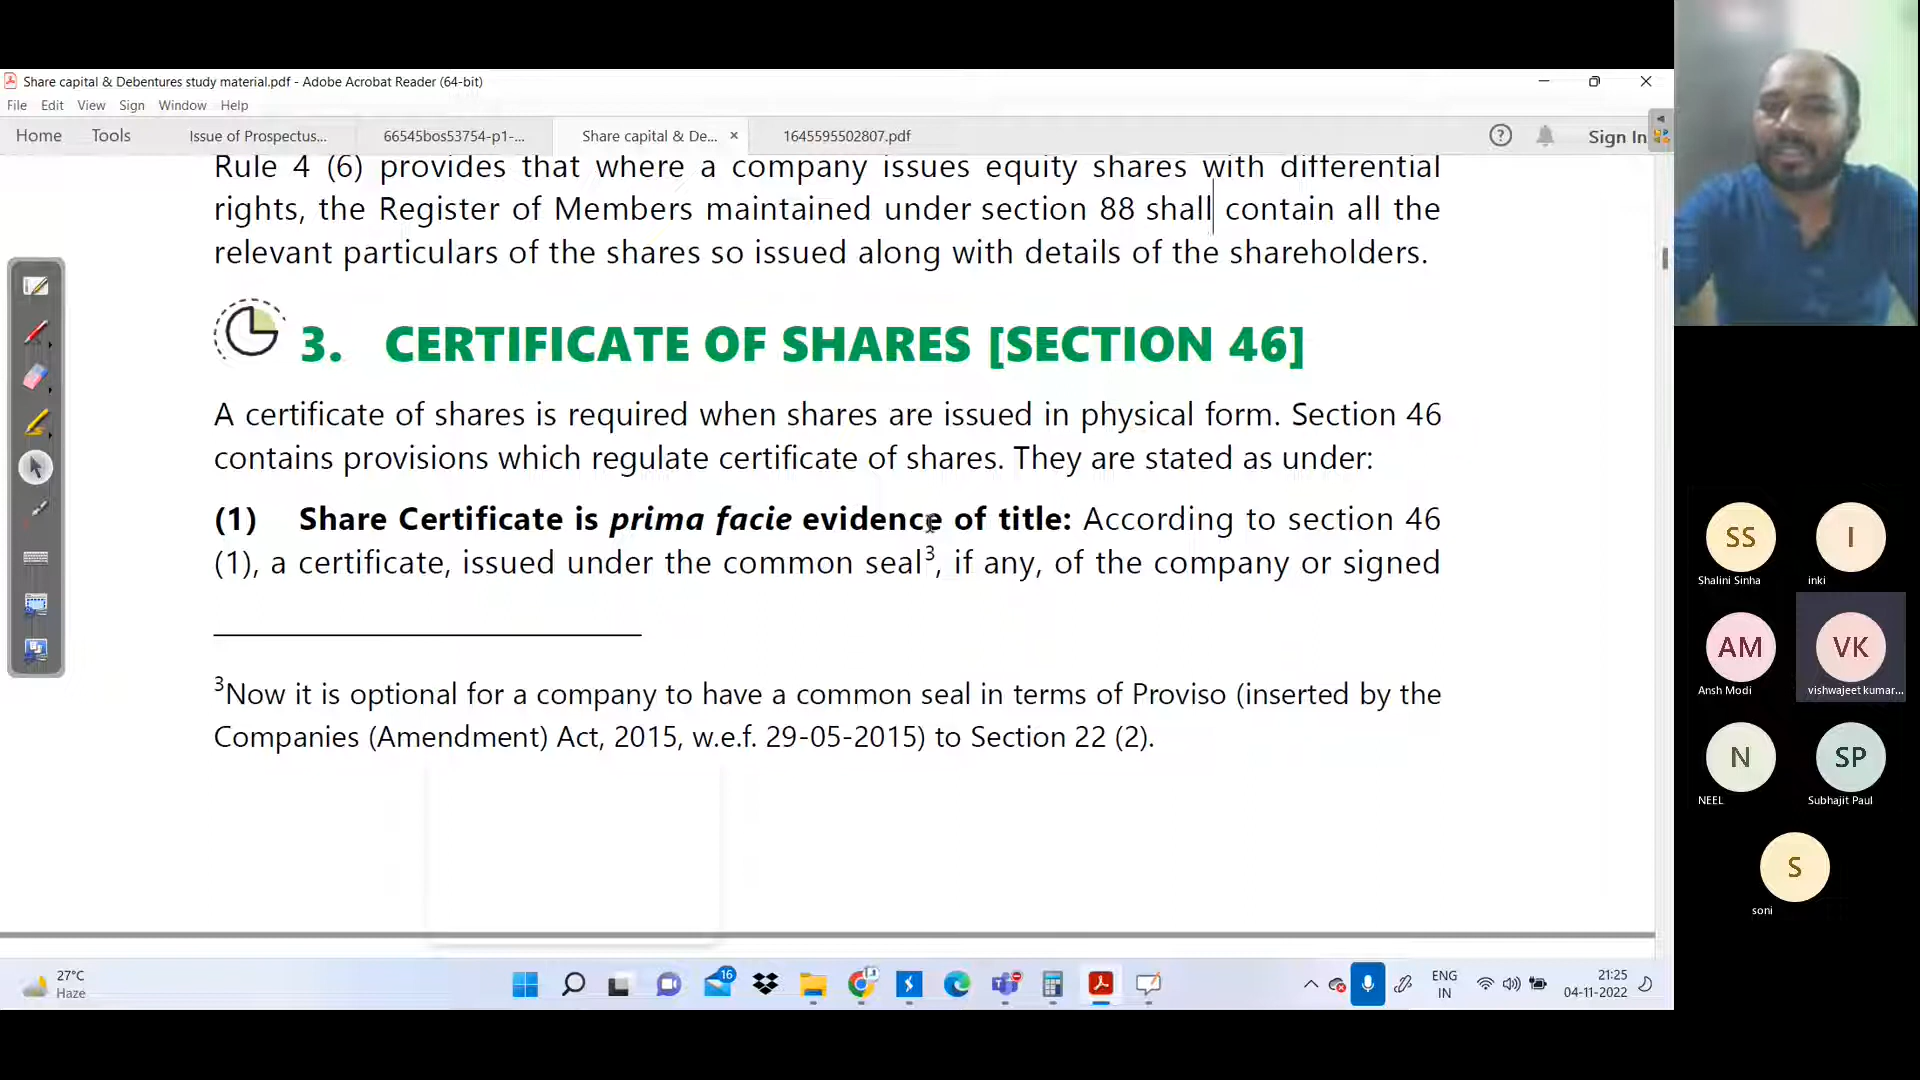 Share capital & Debentures study material.pdf - Adobe Acrobat Reader (64-bit)
File Edit View Sign Window Help
Home Tools Issue of Prospectus... 66545bos53754-p1-... Share capital & De... × 1645595502807.pdf Sign In
Rule 4 (6) provides that where a company issues equity shares with differential
rights, the Register of Members maintained under section 88 shall contain all the
relevant particulars of the shares so issued along with details of the shareholders.
3. CERTIFICATE OF SHARES [SECTION 46]
A certificate of shares is required when shares are issued in physical form. Section 46
contains provisions which regulate certificate of shares. They are stated as under:
(1) Share Certificate is prima facie evidence of title: According to section 46
(1), a certificate, issued under the common seal3, if any, of the company or signed
3Now it is optional for a company to have a common seal in terms of Proviso (inserted by the
Companies (Amendment) Act, 2015, w.e.f. 29-05-2015) to Section 22 (2).
SS I
Shalini Sinha inki
AM VK
Ansh Modi vishwajeet kumar...
N SP
NEEL Subhajit Paul
S
soni
27°C
Haze
16
ENG
IN
21:25
04-11-2022